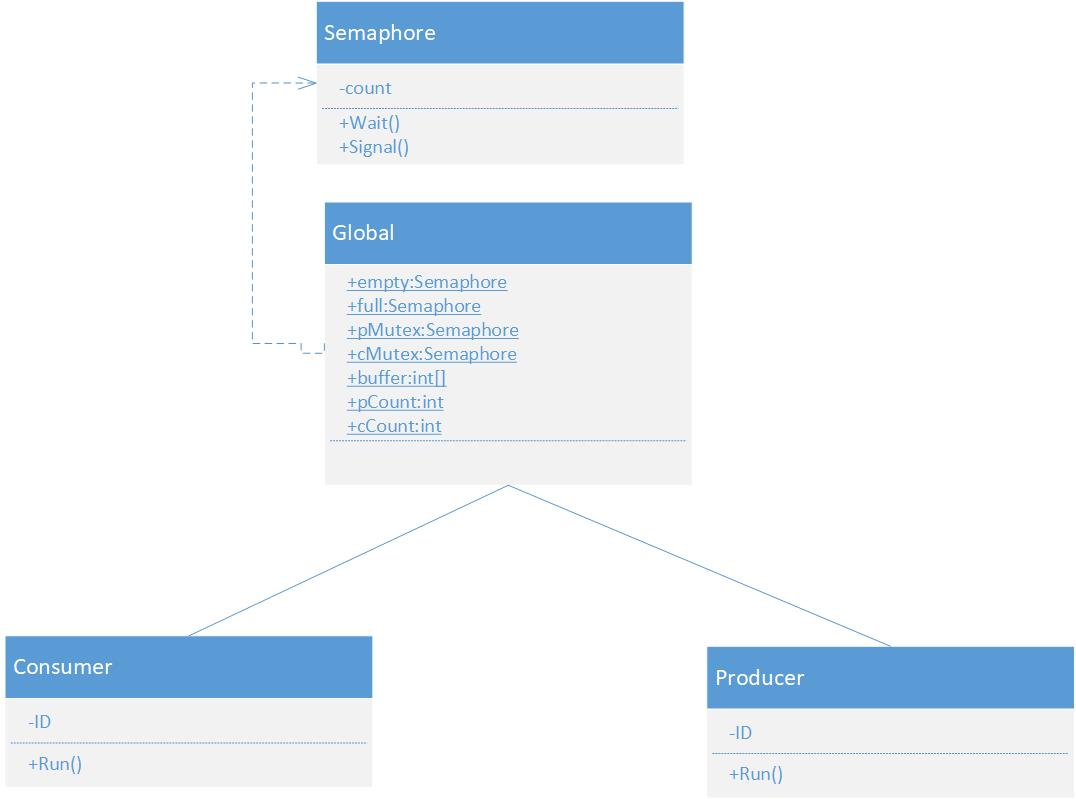 Semaphore
-count
+Wait()
+Signal()
Global
+empty:Semaphore
+full:Semaphore
+pMutex:Semaphore
+cMutex:Semaphore
+buffer:int[]
+pCount:int
+cCount:int
Consumer
-ID
+Run()
Producer
-ID
+Run()